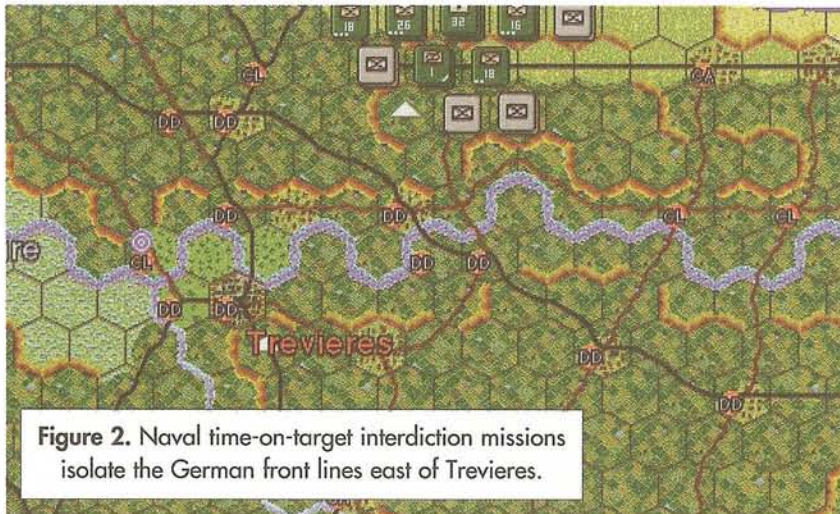 18 26 32 16
1 18
CL CA
DD DD
DD DD CL CL
re CL DD DD
DD DD
Trevieres
DD
DD
Figure 2. Naval time-on-target interdiction missions
isolate the German front lines east of Trevieres.